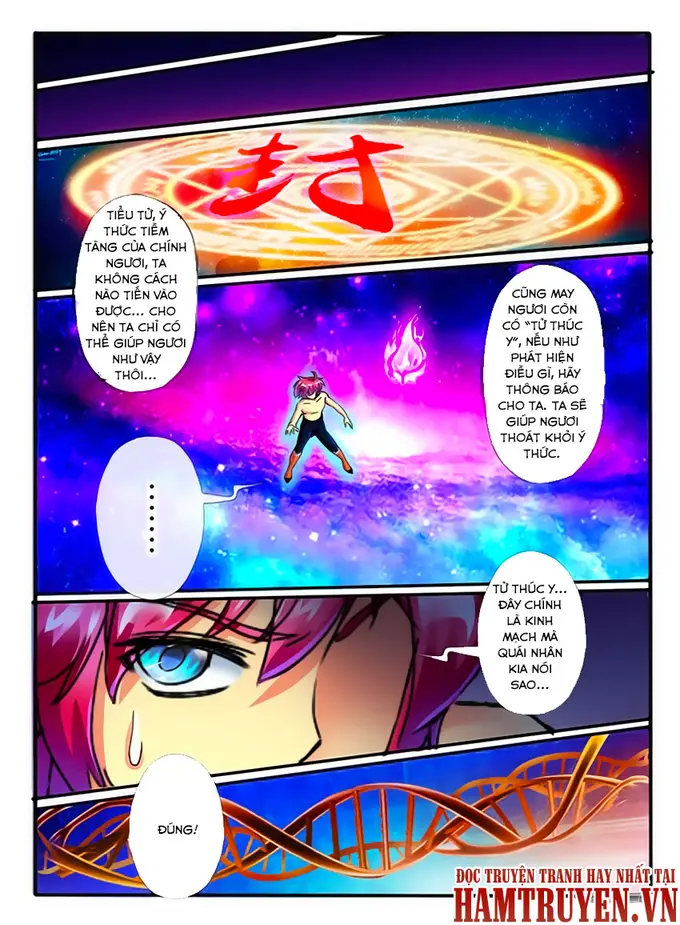 封
TIỂU TỬ, Ý
THỨC TIỀM
TÀNG CỦA CHÍNH
NGƯƠI, TA
KHÔNG CÁCH
NÀO TIẾN VÀO
ĐƯỢC... CHO
NÊN TA CHỈ CÓ
THỂ GIÚP NGƯƠI
NHƯ VẬY
THÔI...
CŨNG MAY
NGƯƠI CÒN
CÓ "TỬ THÚC
Y", NẾU NHƯ
PHÁT HIỆN
ĐIỀU GÌ, HÃY
THÔNG BÁO
CHO TA. TA SẼ
GIÚP NGƯƠI
THOÁT KHỎI Ý
THỨC.
.......
TỬ THÚC Y...
ĐÂY CHÍNH
LÀ KINH
MẠCH MÀ
QUÁI NHÂN
KIA NÓI
SAO...
ĐÚNG!
ĐỌC TRUYỆN TRANH HAY NHẤT TẠI
HAMTRUYEN.VN